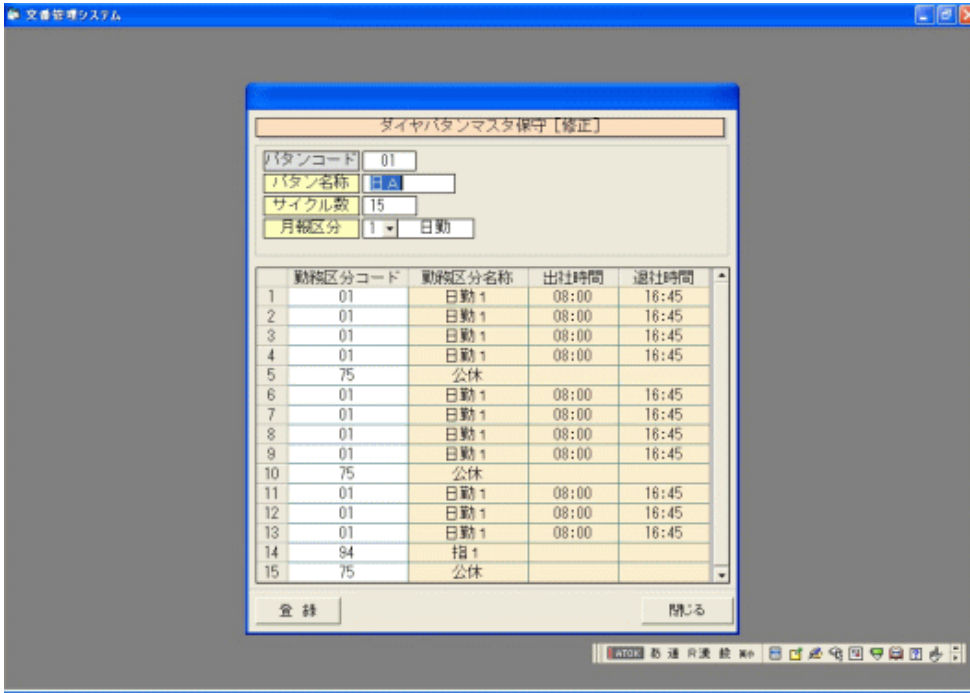 交番管理システム
ダイヤパタンマスタ保守［修正］
パタンコード 01
パタン名称 日A
サイクル数 15
月報区分 1 日勤
勤務区分コード 勤務区分名称 出社時間 退社時間
1 01 日勤1 08:00 16:45
2 01 日勤1 08:00 16:45
3 01 日勤1 08:00 16:45
4 01 日勤1 08:00 16:45
5 75 公休
6 01 日勤1 08:00 16:45
7 01 日勤1 08:00 16:45
8 01 日勤1 08:00 16:45
9 01 日勤1 08:00 16:45
10 75 公休
11 01 日勤1 08:00 16:45
12 01 日勤1 08:00 16:45
13 01 日勤1 08:00 16:45
14 94 指1
15 75 公休
登 録 閉じる
ATOK あ 連 R漢